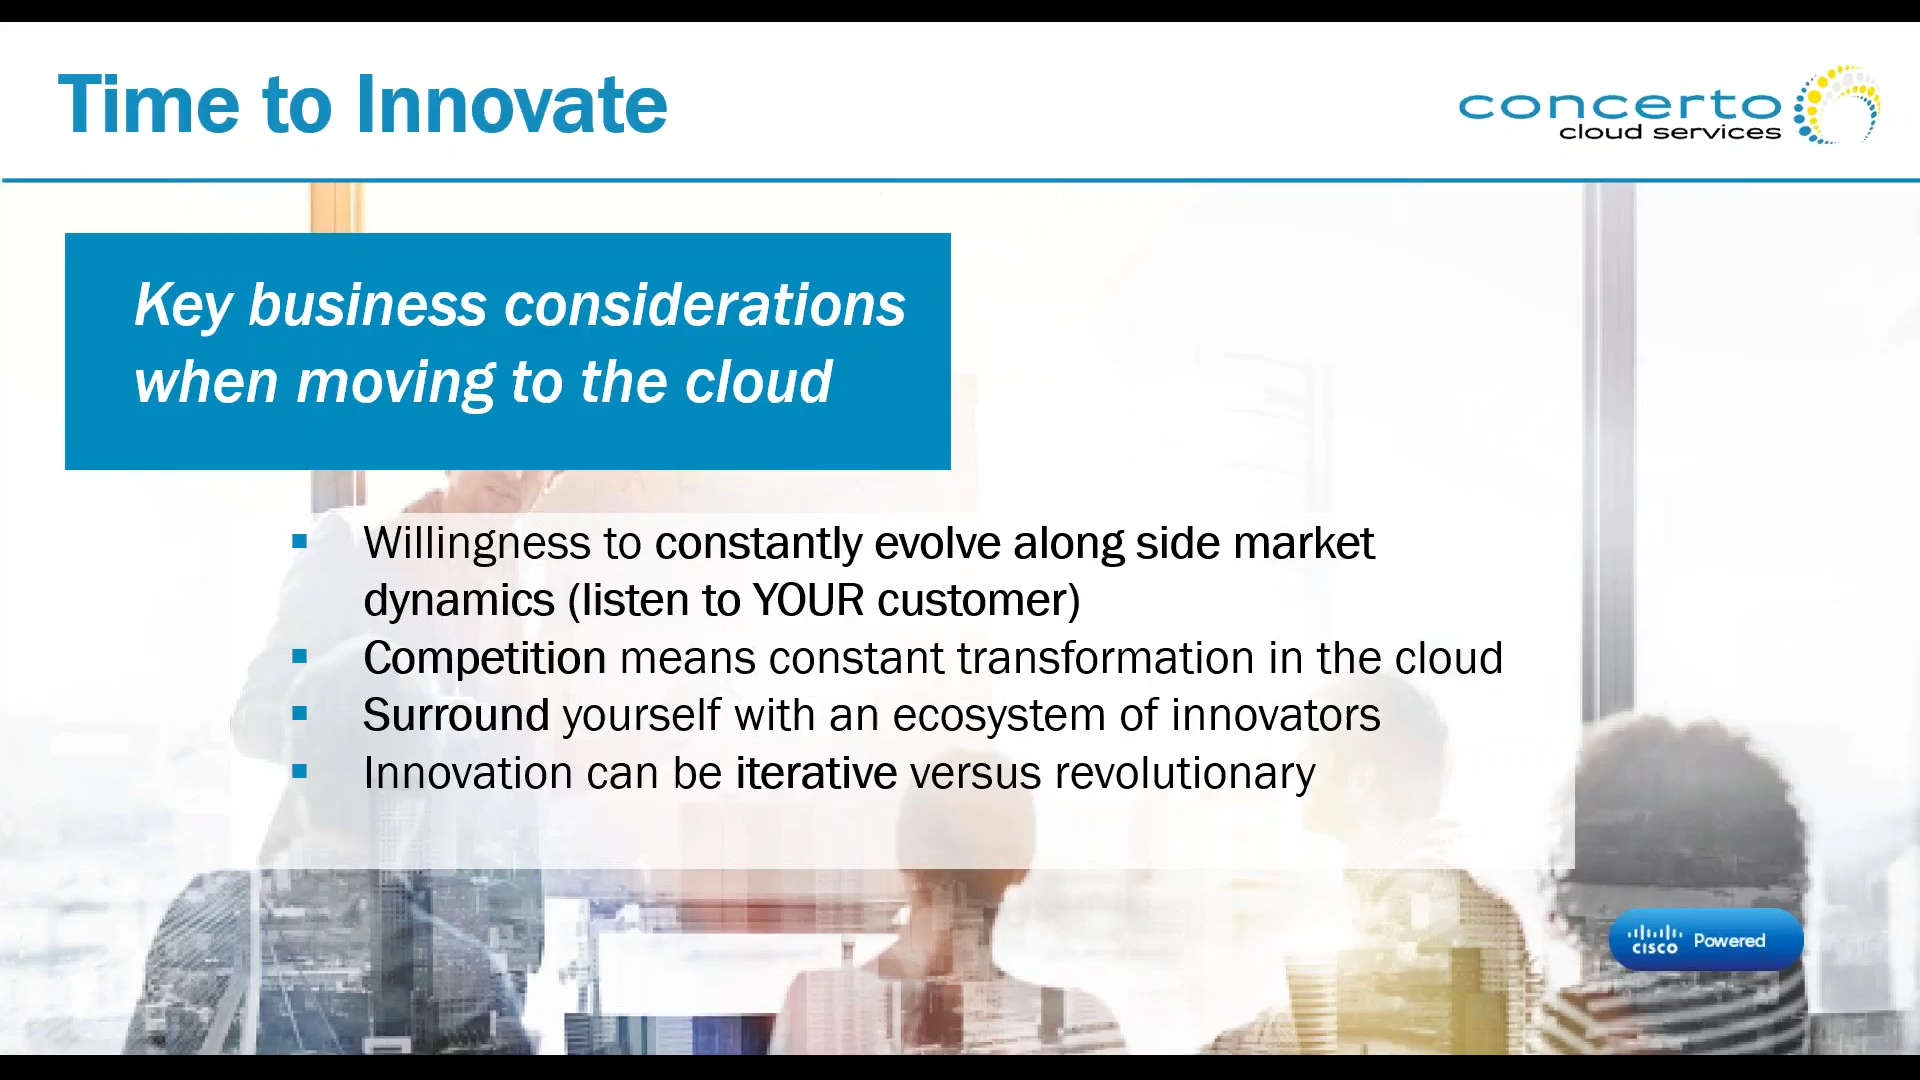 Time to Innovate
concerto
cloud services
Key business considerations
when moving to the cloud
▪ Willingness to constantly evolve along side market
dynamics (listen to YOUR customer)
▪ Competition means constant transformation in the cloud
▪ Surround yourself with an ecosystem of innovators
▪ Innovation can be iterative versus revolutionary
CISCO Powered